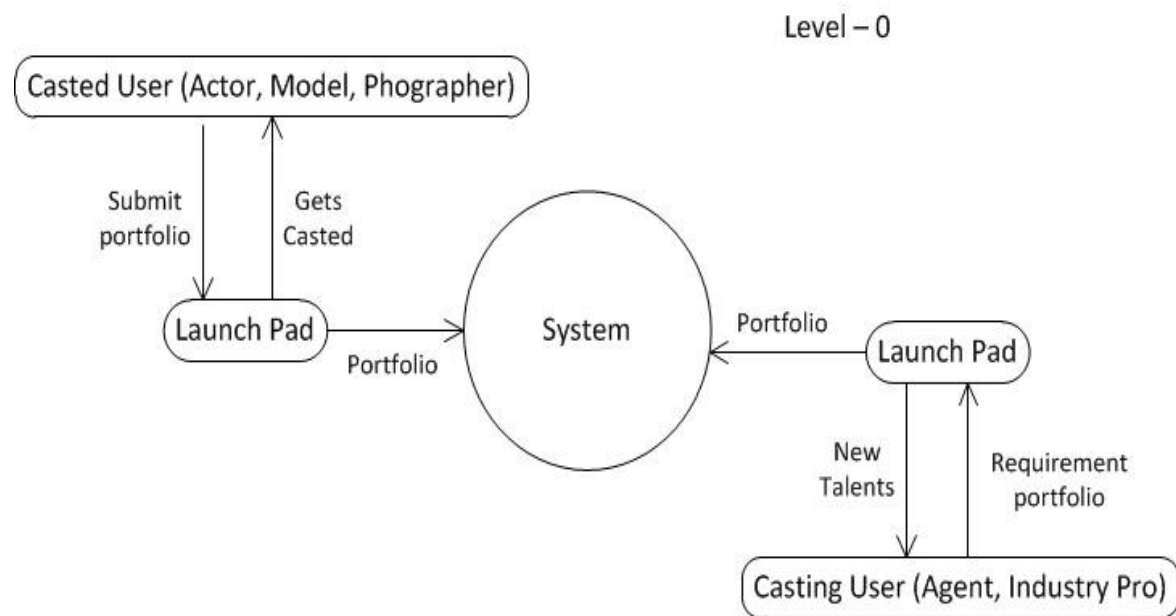 Level – 0
Casted User (Actor, Model, Phographer)
Submit
portfolio
Gets
Casted
Launch Pad
Portfolio
System
Portfolio
Launch Pad
New
Talents
Requirement
portfolio
Casting User (Agent, Industry Pro)